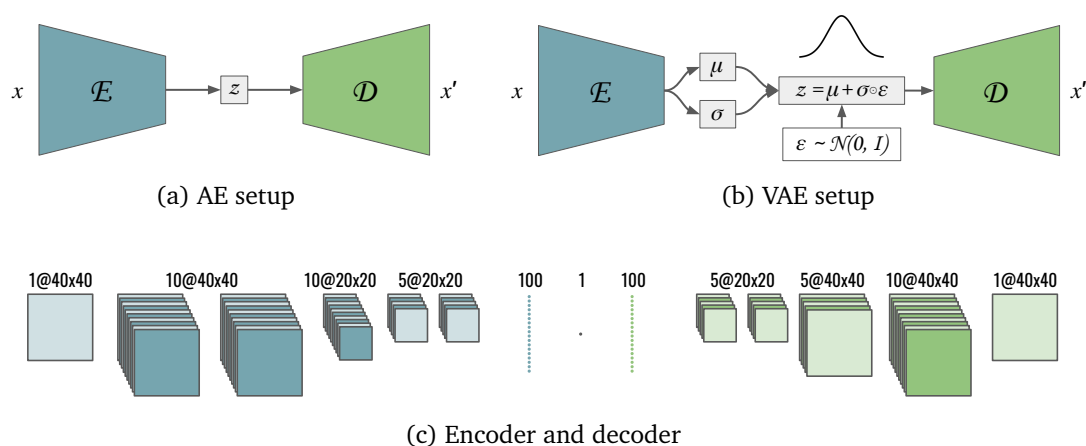 x ℰ z 𝒟 x′
x ℰ μ σ z = μ + σ∘ε ε ~ 𝒩(0, I) 𝒟 x′
(a) AE setup
(b) VAE setup
1@40x40 10@40x40 10@20x20 5@20x20 100 1 100 5@20x20 5@40x40 10@40x40 1@40x40
(c) Encoder and decoder